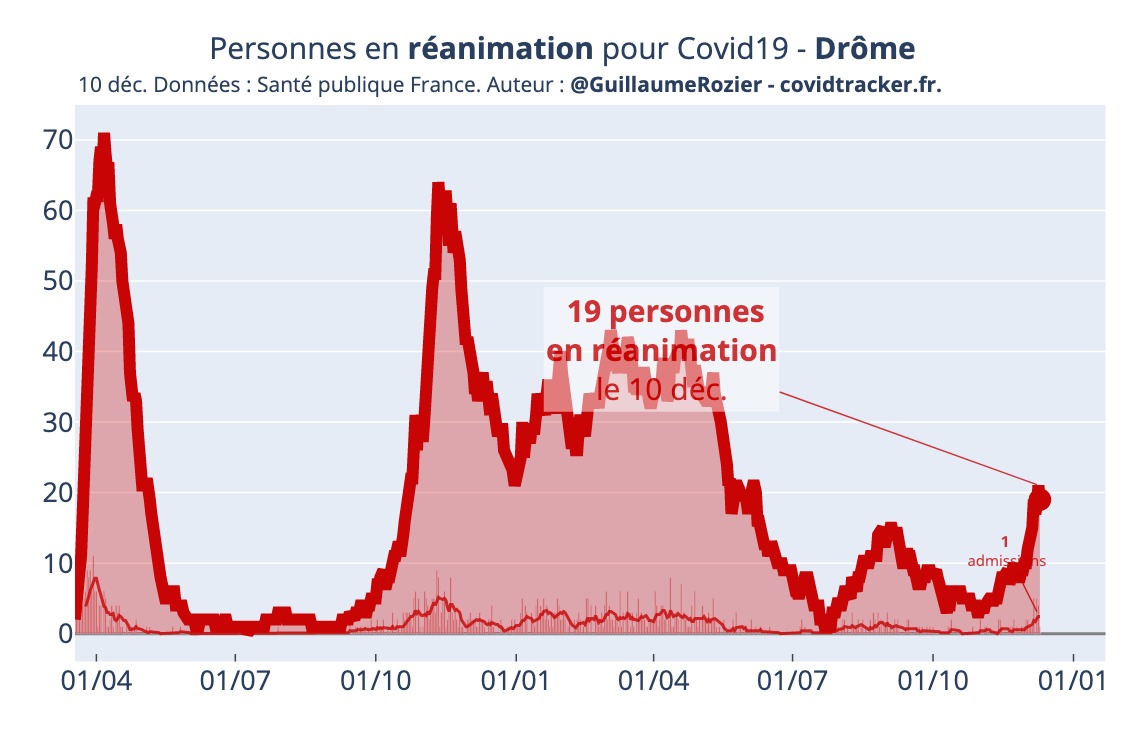 Personnes en réanimation pour Covid19 - Drôme
10 déc. Données : Santé publique France. Auteur : @GuillaumeRozier - covidtracker.fr.
70
60
50
40
30
20
10
0
19 personnes
en réanimation
le 10 déc.
1
admissions
01/04
01/07
01/10
01/01
01/04
01/07
01/10
01/01